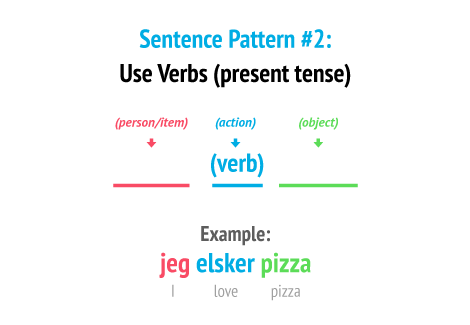 Sentence Pattern #2:
Use Verbs (present tense)
(person/item) (action) (object)
(verb)
Example:
jeg elsker pizza
I love pizza